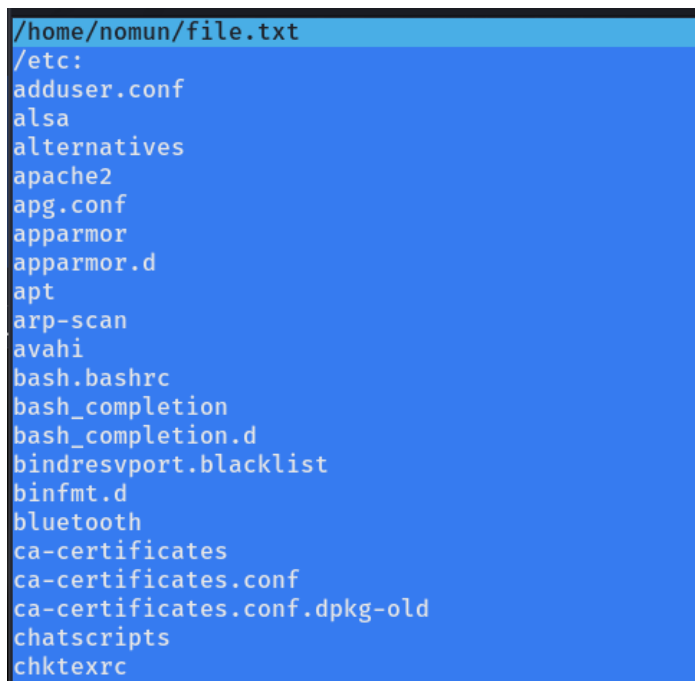 /home/nomun/file.txt
/etc:
adduser.conf
alsa
alternatives
apache2
apg.conf
apparmor
apparmor.d
apt
arp-scan
avahi
bash.bashrc
bash_completion
bash_completion.d
bindresvport.blacklist
binfmt.d
bluetooth
ca-certificates
ca-certificates.conf
ca-certificates.conf.dpkg-old
chatscripts
chktexrc